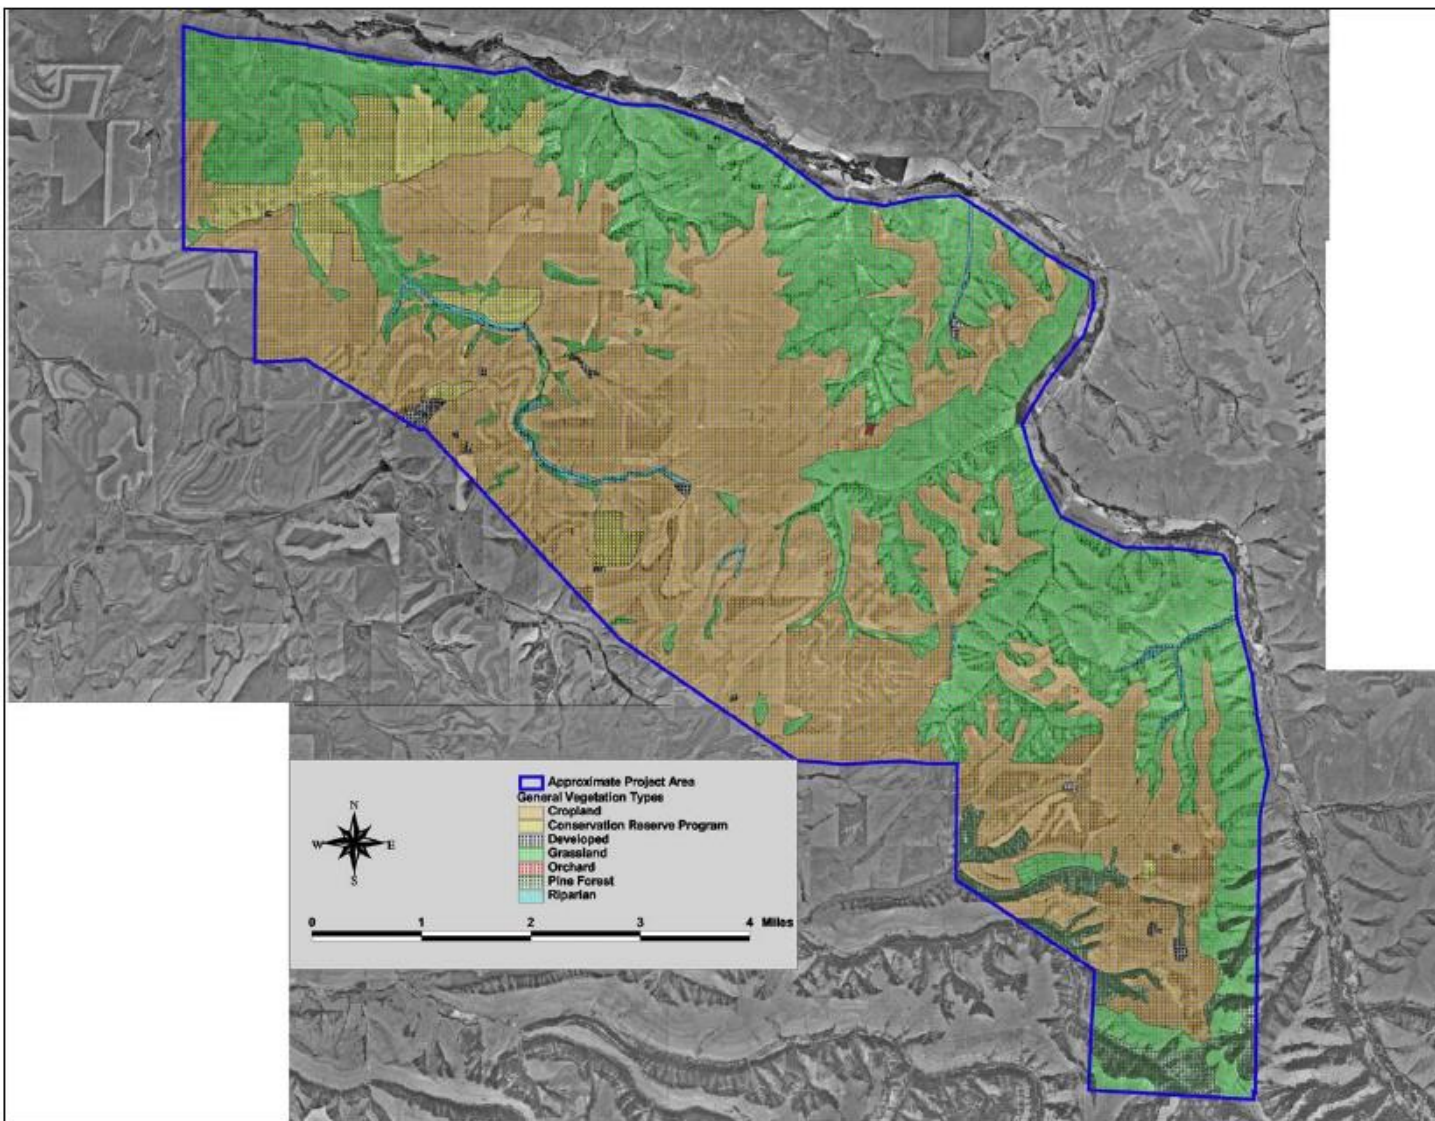 Approximate Project Area
General Vegetation Types
Cropland
Conservation Reserve Program
Developed
Grassland
Orchard
Pine Forest
Riparian
N
W E
S
0 1 2 3 4 Miles